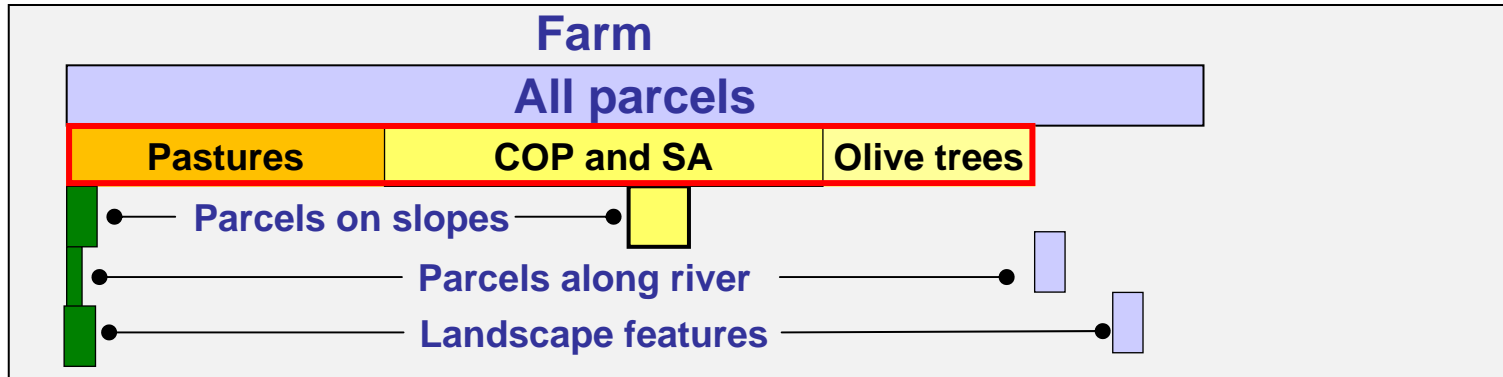 Farm
All parcels
Pastures COP and SA Olive trees
Parcels on slopes
Parcels along river
Landscape features